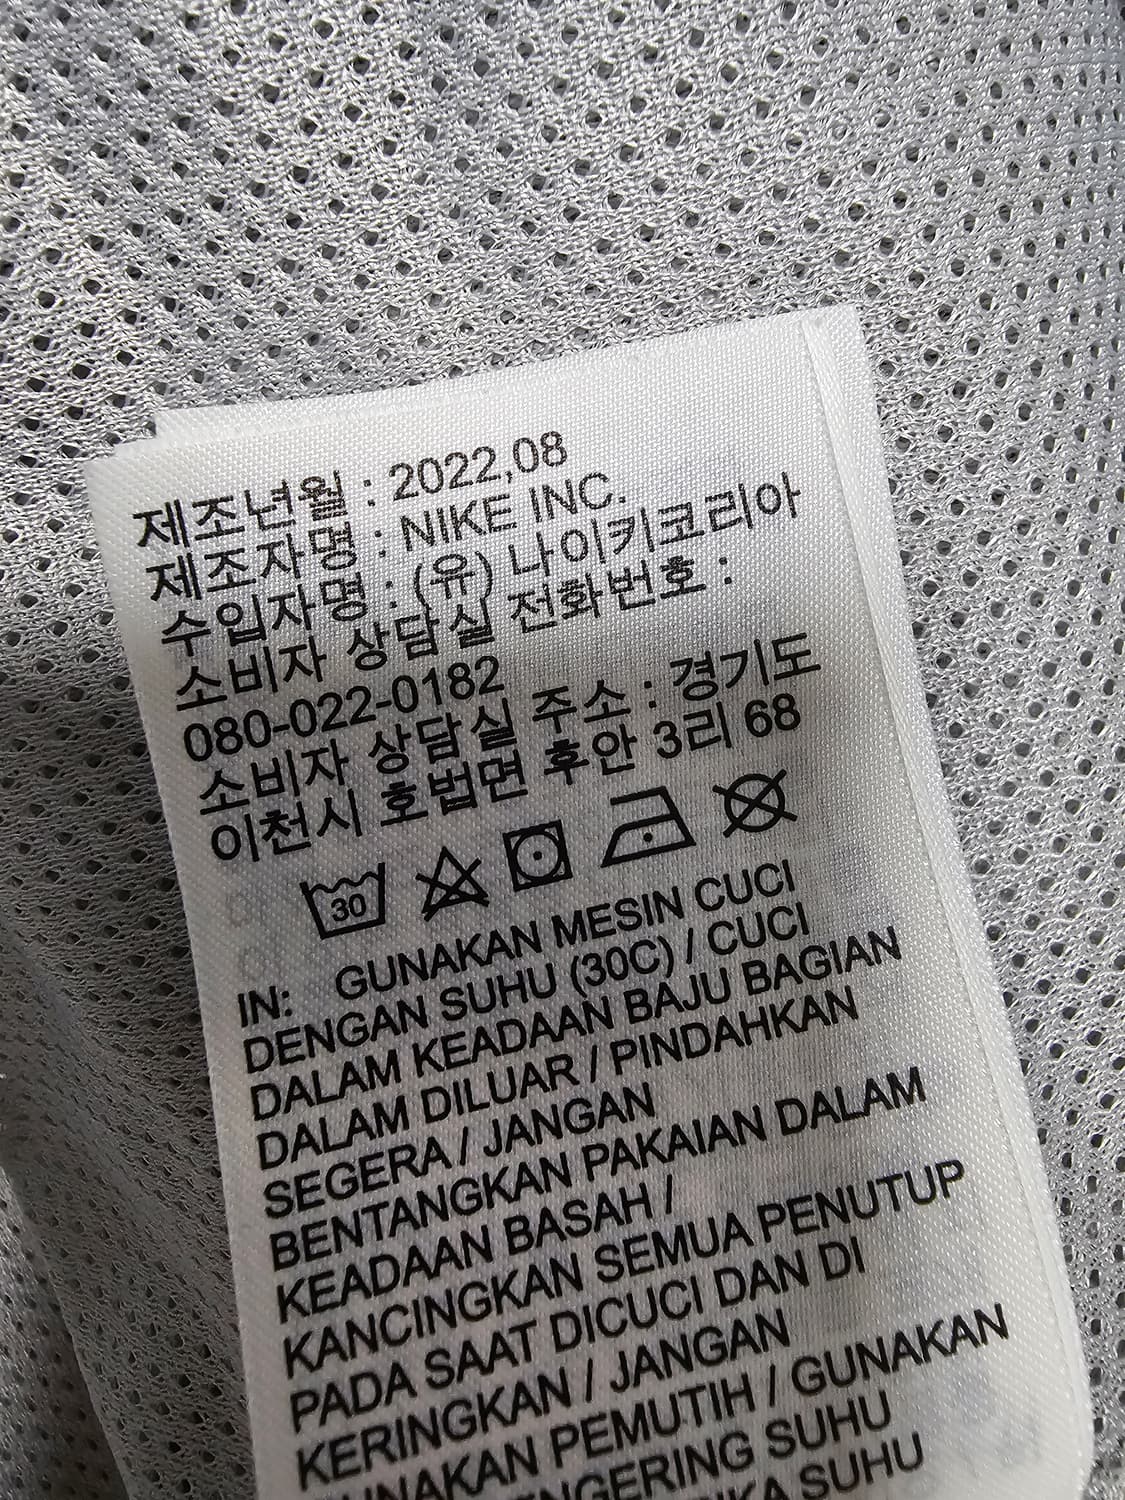 제조년월 : 2022,08
제조자명 : NIKE INC.
수입자명 : (유) 나이키코리아
소비자 상담실 전화번호 :
080-022-0182
소비자 상담실 주소 : 경기도
이천시 호법면 후안 3리 68
30
IN: GUNAKAN MESIN CUCI
DENGAN SUHU (30C) / CUCI
DALAM KEADAAN BAJU BAGIAN
DALAM DILUAR / PINDAHKAN
SEGERA / JANGAN
BENTANGKAN PAKAIAN DALAM
KEADAAN BASAH /
KANCINGKAN SEMUA PENUTUP
PADA SAAT DICUCI DAN DI
KERINGKAN / JANGAN
PEMUTIH / GUNAKAN
SUHU
SUHU